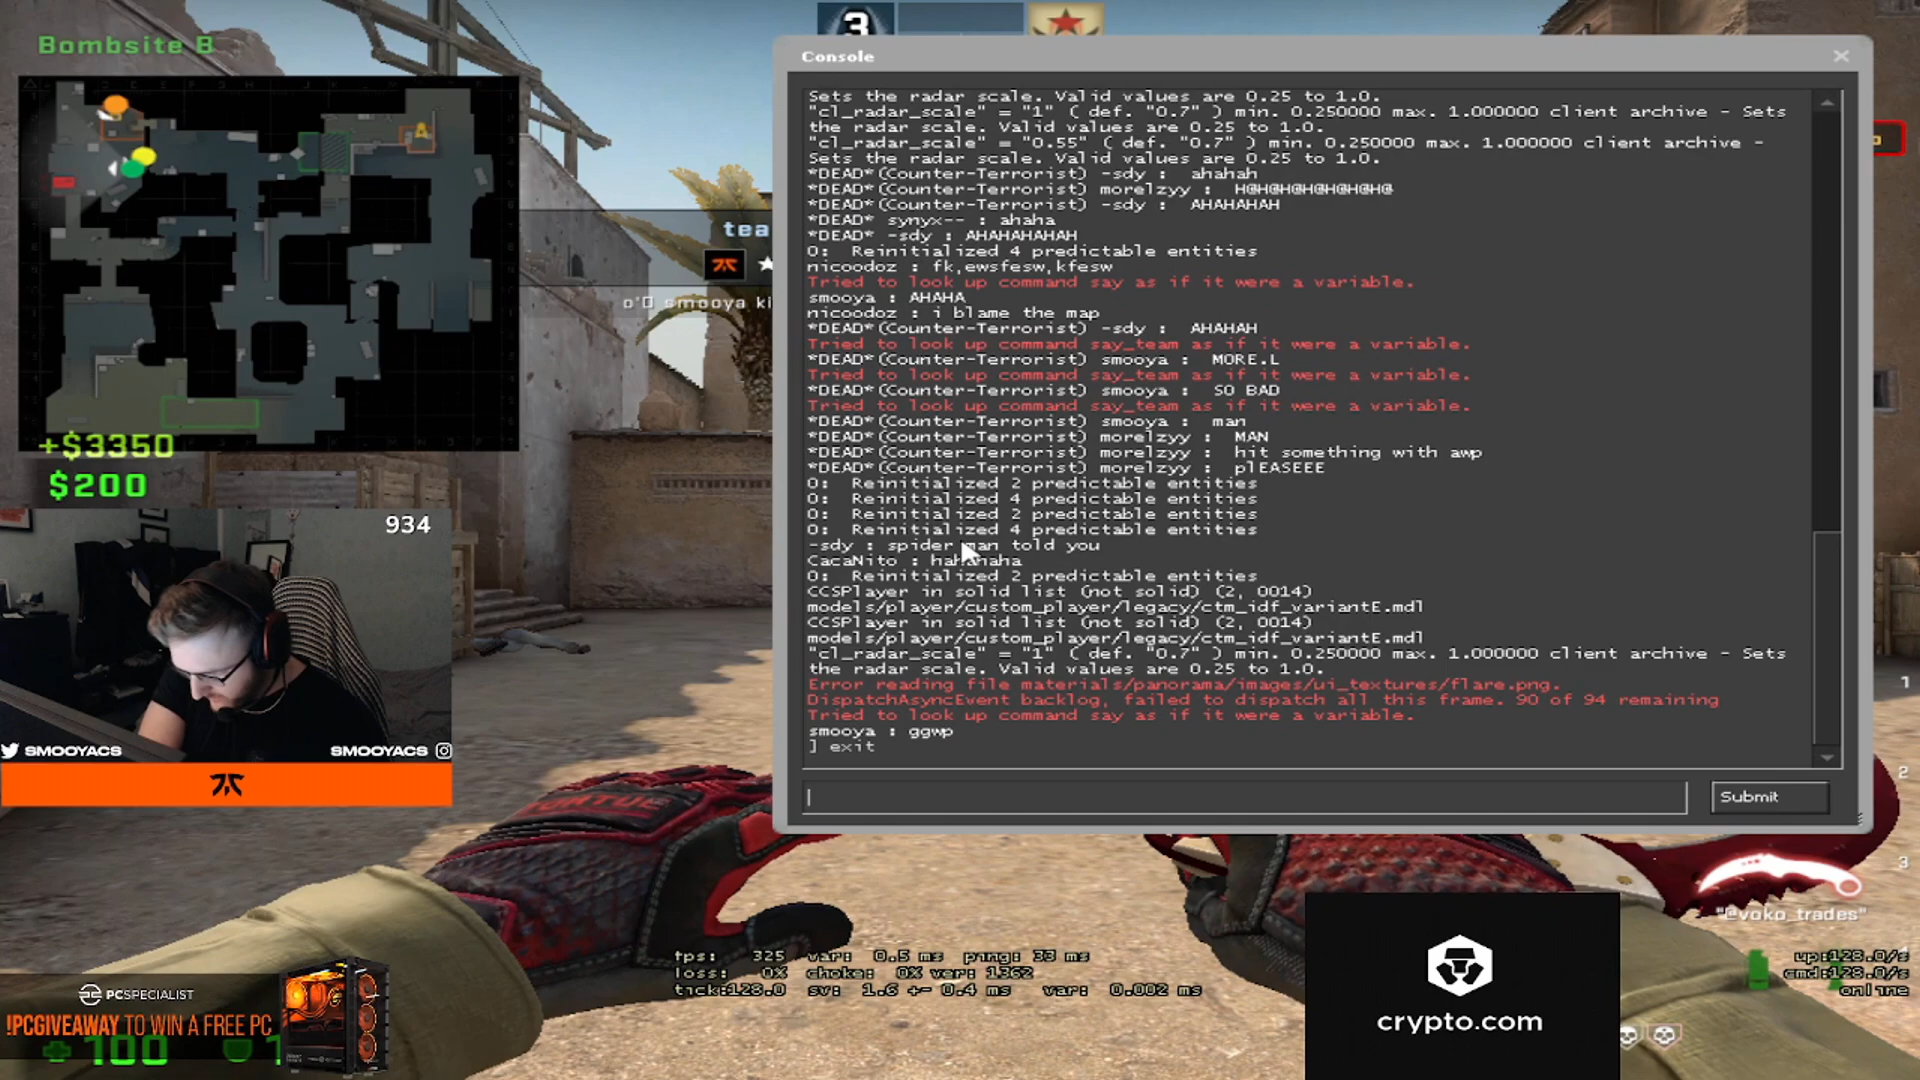 Bombsite B
3
Console
Sets the radar scale. Valid values are 0.25 to 1.0.
"cl_radar_scale" = "1" ( def. "0.7" ) min. 0.250000 max. 1.000000 client archive - Sets
the radar scale. Valid values are 0.25 to 1.0.
"cl_radar_scale" = "0.55" ( def. "0.7" ) min. 0.250000 max. 1.000000 client archive -
Sets the radar scale. Valid values are 0.25 to 1.0.
*DEAD*(Counter-Terrorist) -sdy :  ahahah
*DEAD*(Counter-Terrorist) morelzyy :  H@H@H@H@H@H@H@
*DEAD*(Counter-Terrorist) -sdy :  AHAHAHAH
*DEAD* synyx-- : ahaha
*DEAD* -sdy : AHAHAHAHAH
0:  Reinitialized 4 predictable entities
nicoodoz : fk,ewsfesw,kfesw
Tried to look up command say as if it were a variable.
smooya : AHAHA
nicoodoz : i blame the map
*DEAD*(Counter-Terrorist) -sdy :  AHAHAH
Tried to look up command say_team as if it were a variable.
*DEAD*(Counter-Terrorist) smooya :  MORE.L
Tried to look up command say_team as if it were a variable.
*DEAD*(Counter-Terrorist) smooya :  SO BAD
Tried to look up command say_team as if it were a variable.
*DEAD*(Counter-Terrorist) smooya :  man
*DEAD*(Counter-Terrorist) morelzyy :  MAN
*DEAD*(Counter-Terrorist) morelzyy :  hit something with awp
*DEAD*(Counter-Terrorist) morelzyy :  plEASEEE
0:  Reinitialized 2 predictable entities
0:  Reinitialized 4 predictable entities
0:  Reinitialized 2 predictable entities
0:  Reinitialized 4 predictable entities
-sdy : spider man told you
CacaNito : hahahaha
0:  Reinitialized 2 predictable entities
CCSPlayer in solid list (not solid) (2, 0014)
models/player/custom_player/legacy/ctm_idf_variantE.mdl
CCSPlayer in solid list (not solid) (2, 0014)
models/player/custom_player/legacy/ctm_idf_variantE.mdl
"cl_radar_scale" = "1" ( def. "0.7" ) min. 0.250000 max. 1.000000 client archive - Sets
the radar scale. Valid values are 0.25 to 1.0.
Error reading file materials/panorama/images/ui_textures/flare.png.
DispatchAsyncEvent backlog, failed to dispatch all this frame. 90 of 94 remaining
Tried to look up command say as if it were a variable.
smooya : ggwp
] exit
Submit
tea
o'D smooya ki
+$3350
$200
934
SMOOYACS
SMOOYACS
1
2
3
"@voko_trades"
fps: 325 var: 0.5 ms ping: 33 ms
loss: 0% choke: 0% ver: 1362
tick:128.0 sv: 1.6 +- 0.4 ms var: 0.002 ms
up:128.0/s
cmd:128.0/s
online
crypto.com
PCSPECIALIST
!PCGIVEAWAY TO WIN A FREE PC
100